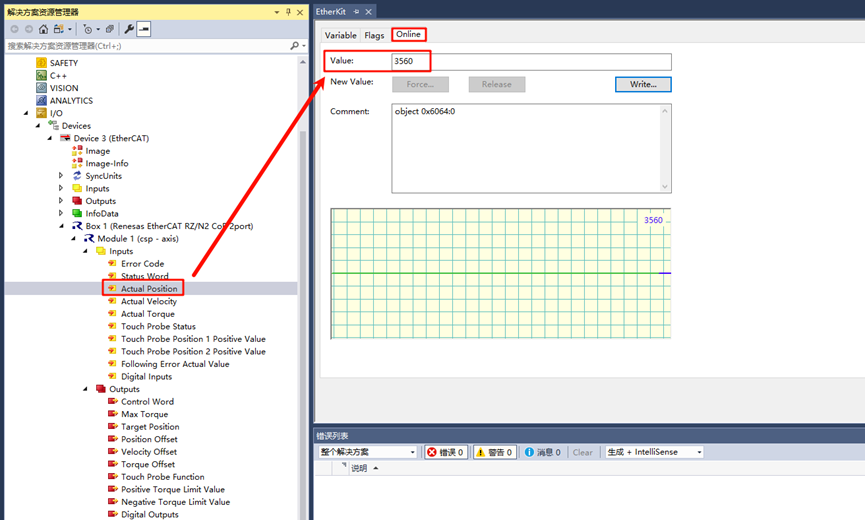 解决方案资源管理器
搜索解决方案资源管理器(Ctrl+;)
SAFETY
C++
VISION
ANALYTICS
I/O
Devices
Device 3 (EtherCAT)
Image
Image-Info
SyncUnits
Inputs
Outputs
InfoData
Box 1 (Renesas EtherCAT RZ/N2 CoE 2port)
Module 1 (csp - axis)
Inputs
Error Code
Status Word
Actual Position
Actual Velocity
Actual Torque
Touch Probe Status
Touch Probe Position 1 Positive Value
Touch Probe Position 2 Positive Value
Following Error Actual Value
Digital Inputs
Outputs
Control Word
Max Torque
Target Position
Position Offset
Velocity Offset
Torque Offset
Touch Probe Function
Positive Torque Limit Value
Negative Torque Limit Value
Digital Outputs
EtherKit
Variable Flags Online
Value: 3560
New Value: Force... Release Write...
Comment: object 0x6064:0
3560
错误列表
整个解决方案 错误 0 警告 0 消息 0 Clear 生成 + IntelliSense
说明